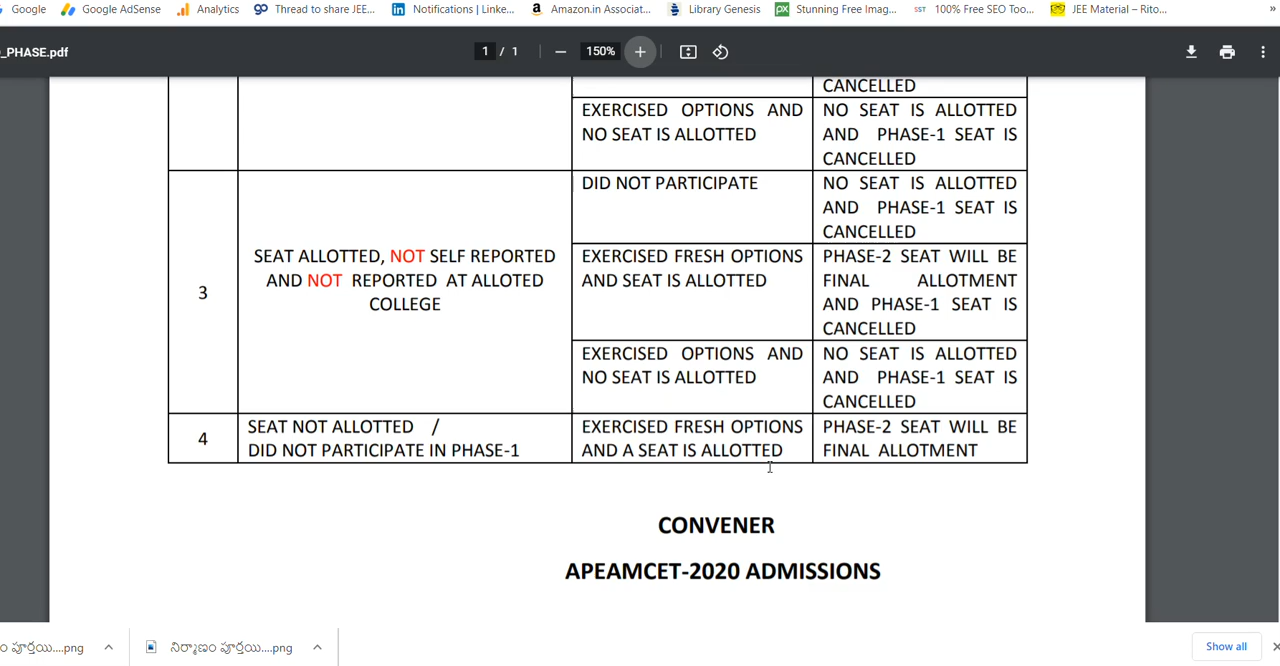 Google Google AdSense Analytics Thread to share JEE... Notifications | Linke... Amazon.in Associat... Library Genesis Stunning Free Imag... SST 100% Free SEO Too... JEE Material – Rito... »
_PHASE.pdf 1 / 1 150%
CANCELLED
EXERCISED OPTIONS AND
NO SEAT IS ALLOTTED
NO SEAT IS ALLOTTED
AND PHASE-1 SEAT IS
CANCELLED
3
SEAT ALLOTTED, NOT SELF REPORTED
AND NOT REPORTED AT ALLOTED
COLLEGE
DID NOT PARTICIPATE
NO SEAT IS ALLOTTED
AND PHASE-1 SEAT IS
CANCELLED
EXERCISED FRESH OPTIONS
AND SEAT IS ALLOTTED
PHASE-2 SEAT WILL BE
FINAL ALLOTMENT
AND PHASE-1 SEAT IS
CANCELLED
EXERCISED OPTIONS AND
NO SEAT IS ALLOTTED
NO SEAT IS ALLOTTED
AND PHASE-1 SEAT IS
CANCELLED
4
SEAT NOT ALLOTTED /
DID NOT PARTICIPATE IN PHASE-1
EXERCISED FRESH OPTIONS
AND A SEAT IS ALLOTTED
PHASE-2 SEAT WILL BE
FINAL ALLOTMENT
CONVENER
APEAMCET-2020 ADMISSIONS
ం పూర్తయి....png నిర్మాణం పూర్తయి....png Show all